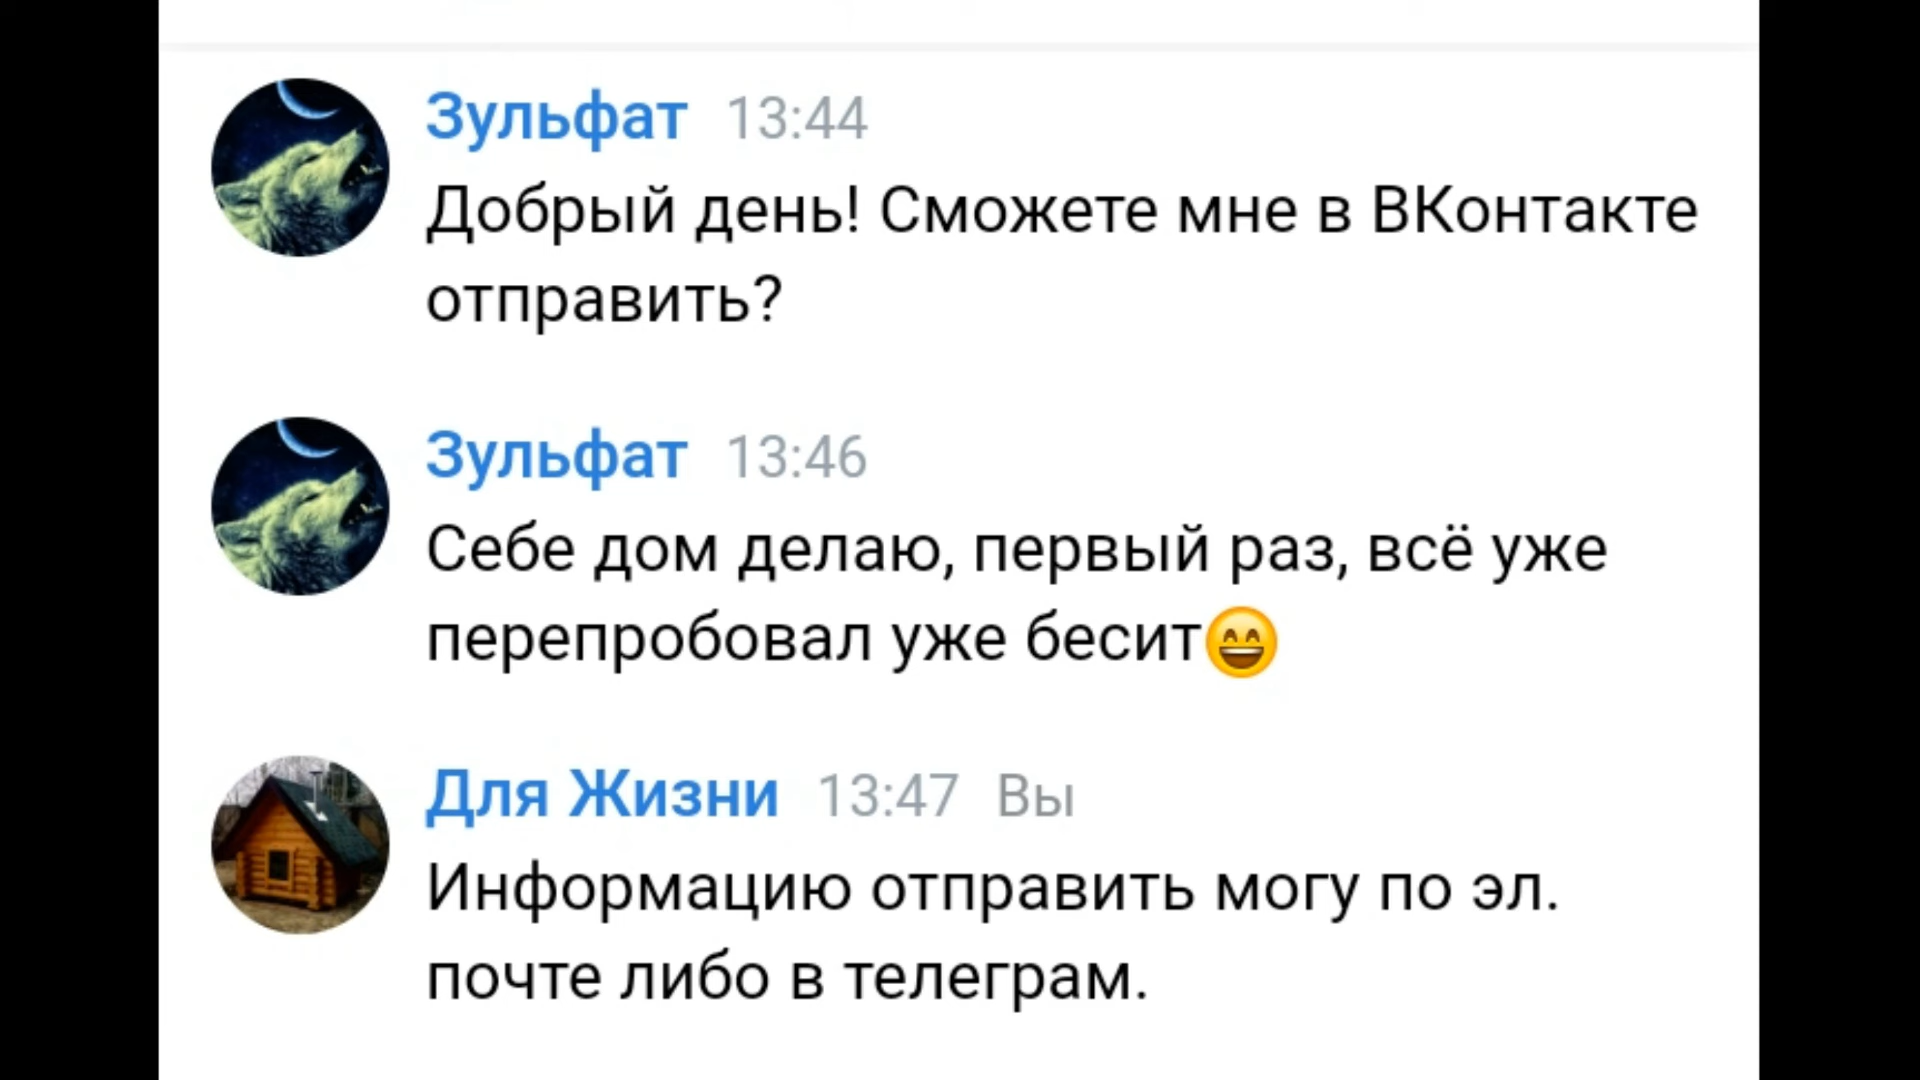 Зульфат 13:44
Добрый день! Сможете мне в ВКонтакте
отправить?
Зульфат 13:46
Себе дом делаю, первый раз, всё уже
перепробовал уже бесит😄
Для Жизни 13:47 Вы
Информацию отправить могу по эл.
почте либо в телеграм.